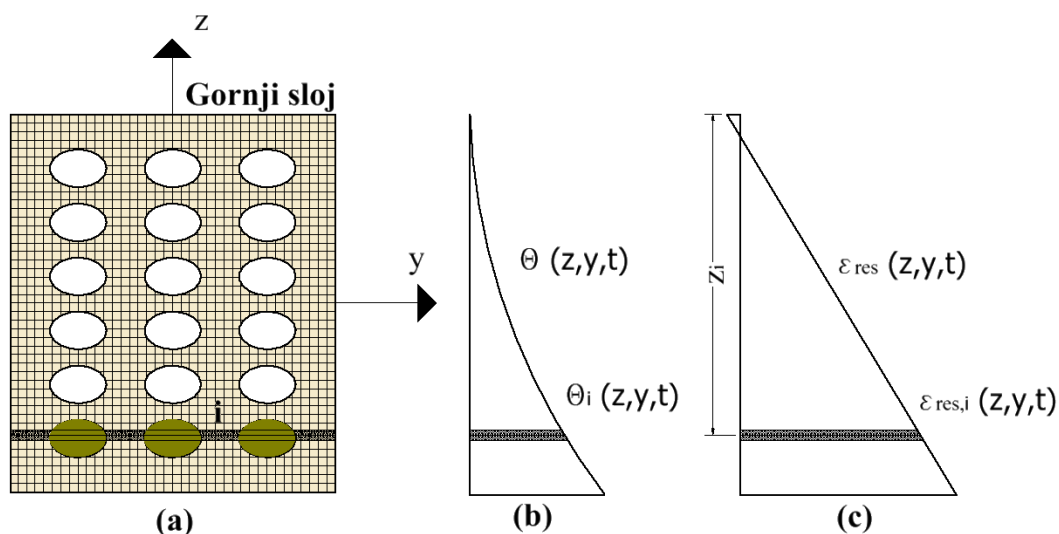 z
Gornji sloj
y
i
(a)
Θ (z,y,t)
Θi (z,y,t)
(b)
zi
εres (z,y,t)
εres,i (z,y,t)
(c)